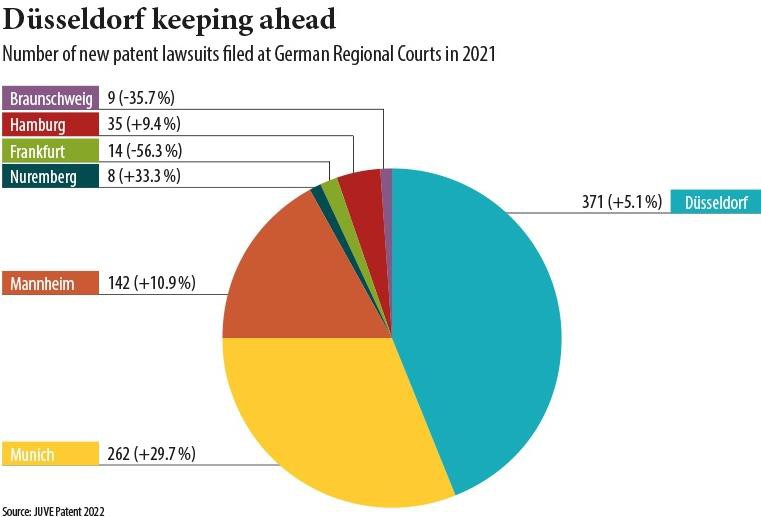 Düsseldorf keeping ahead
Number of new patent lawsuits filed at German Regional Courts in 2021
Braunschweig 9 (-35.7 %)
Hamburg 35 (+9.4 %)
Frankfurt 14 (-56.3 %)
Nuremberg 8 (+33.3 %)
371 (+5.1 %) Düsseldorf
Mannheim 142 (+10.9 %)
Munich 262 (+29.7 %)
Source: JUVE Patent 2022